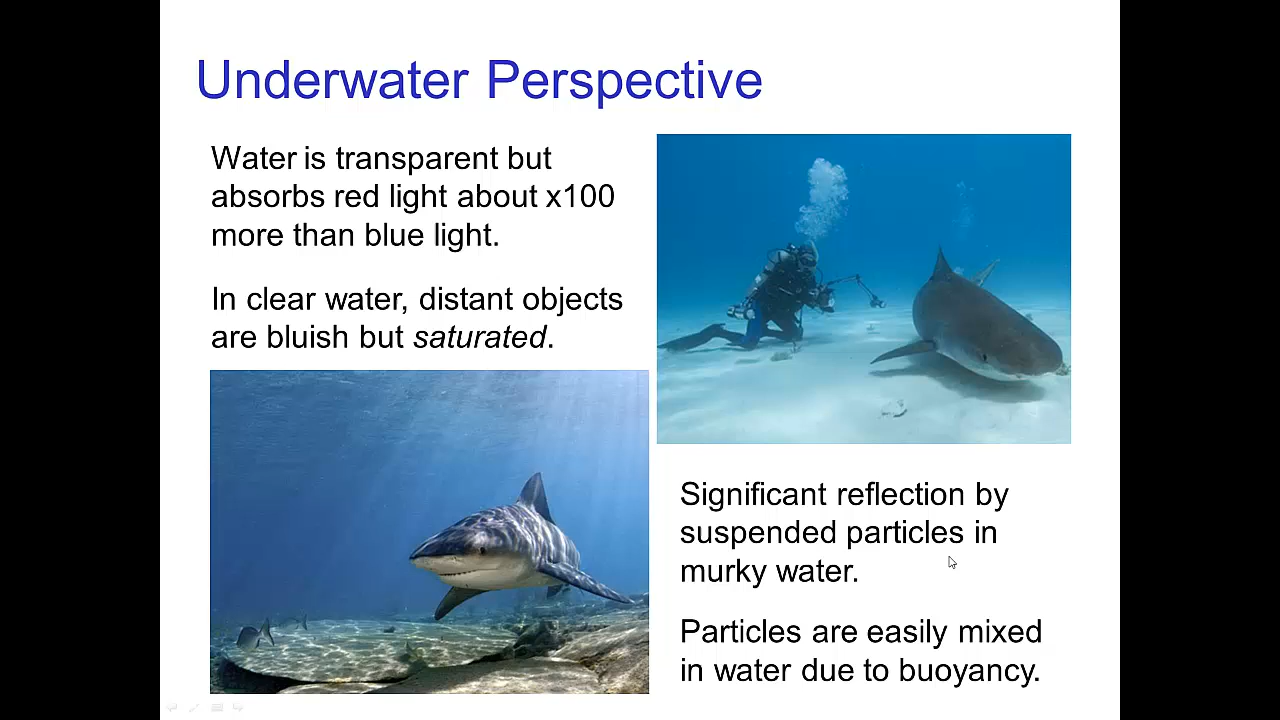 Underwater Perspective
Water is transparent but
absorbs red light about x100
more than blue light.
In clear water, distant objects
are bluish but saturated.
Significant reflection by
suspended particles in
murky water.
Particles are easily mixed
in water due to buoyancy.